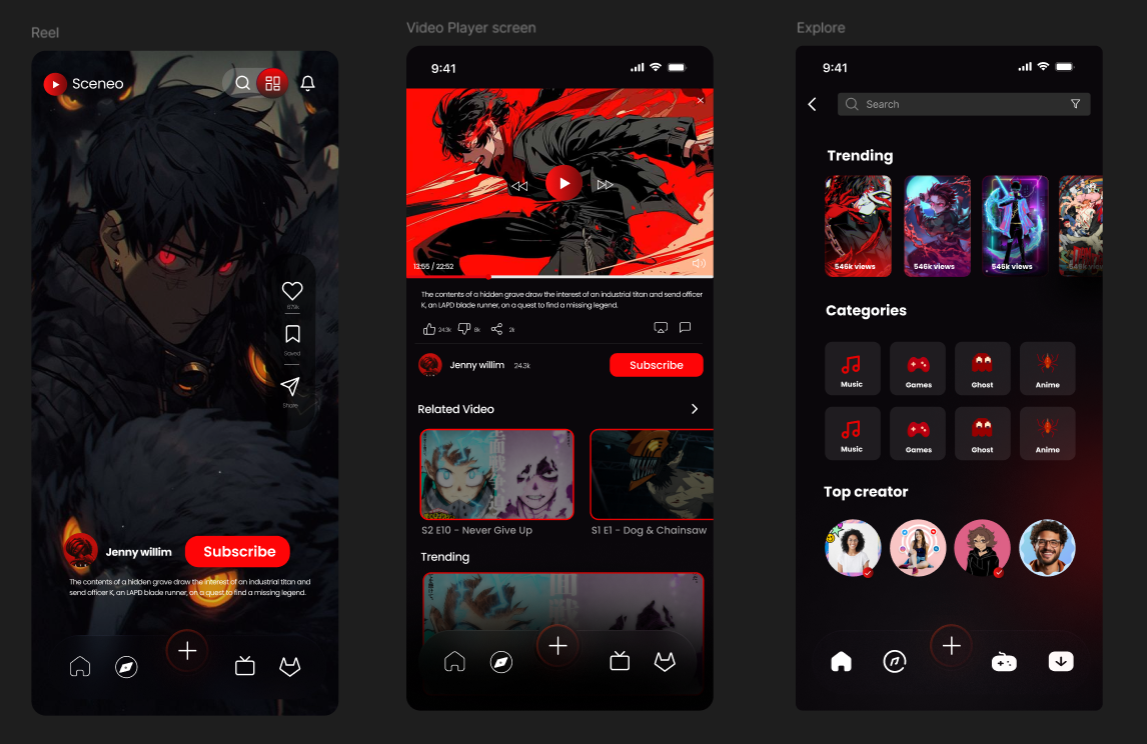 Reel
Sceneo
Saved
Share
Jenny willim
Subscribe
The contents of a hidden grave draw the interest of an industrial titan and
send officer K, an LAPD blade runner, on a quest to find a missing legend.
Video Player screen
9:41
13:55 / 22:52
The contents of a hidden grave draw the interest of an industrial titan and send officer
K, an LAPD blade runner, on a quest to find a missing legend.
243k
8k
2k
Jenny willim
24.3k
Subscribe
Related Video
S2 E10 - Never Give Up
S1 E1 - Dog & Chainsaw
Trending
Explore
9:41
Search
Trending
546k views
546k views
546k views
546k views
Categories
Music
Games
Ghost
Anime
Music
Games
Ghost
Anime
Top creator